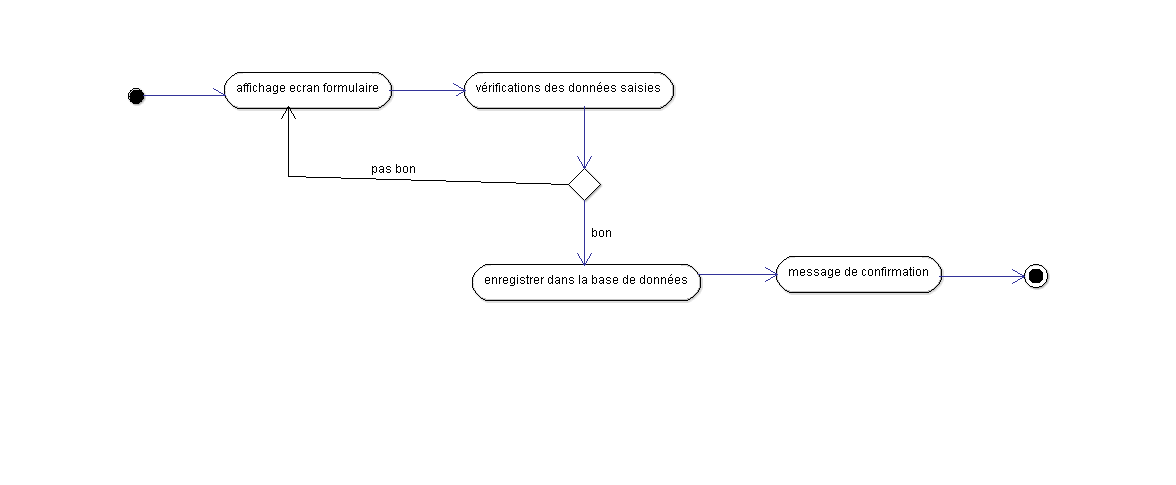 affichage ecran formulaire
vérifications des données saisies
pas bon
bon
enregistrer dans la base de données
message de confirmation